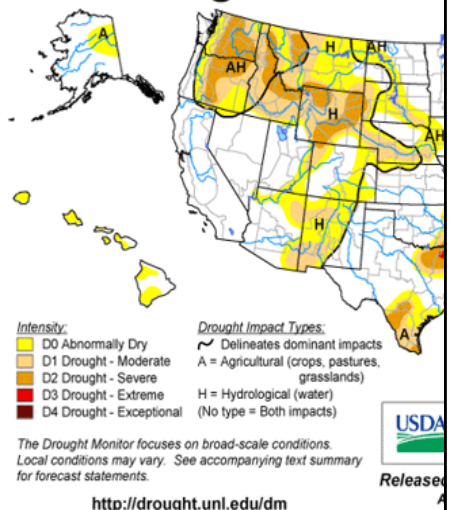 A
H
AH
AH
H
AH
H
A
Intensity:
D0 Abnormally Dry
D1 Drought - Moderate
D2 Drought - Severe
D3 Drought - Extreme
D4 Drought - Exceptional
Drought Impact Types:
Delineates dominant impacts
A = Agricultural (crops, pastures,
grasslands)
H = Hydrological (water)
(No type = Both impacts)
The Drought Monitor focuses on broad-scale conditions.
Local conditions may vary. See accompanying text summary
for forecast statements.
USDA
Released
http://drought.unl.edu/dm